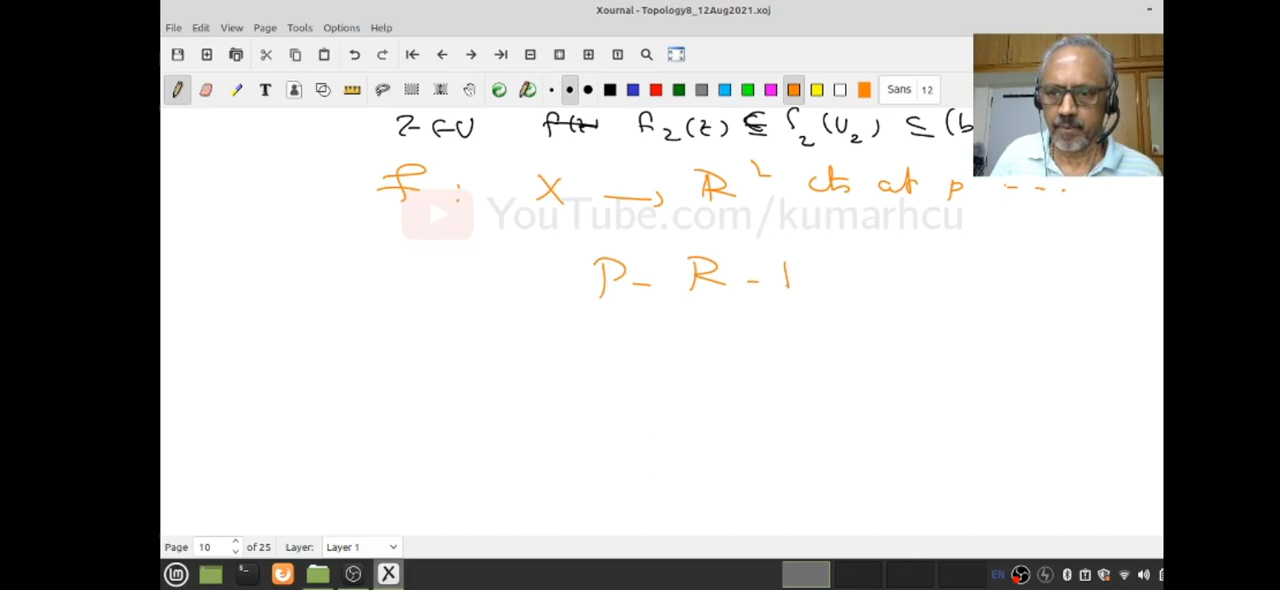 Xournal - Topology8_12Aug2021.xoj
File Edit View Page Tools Options Help
Sans 12
z ∈ U f(z) f₂(z) ⊆ f₂(U₂) ⊆ (b
f : X → ℝ² cts at p ---
YouTube.com/kumarhcu
P - R - I
Page 10 of 25 Layer: Layer 1
EN